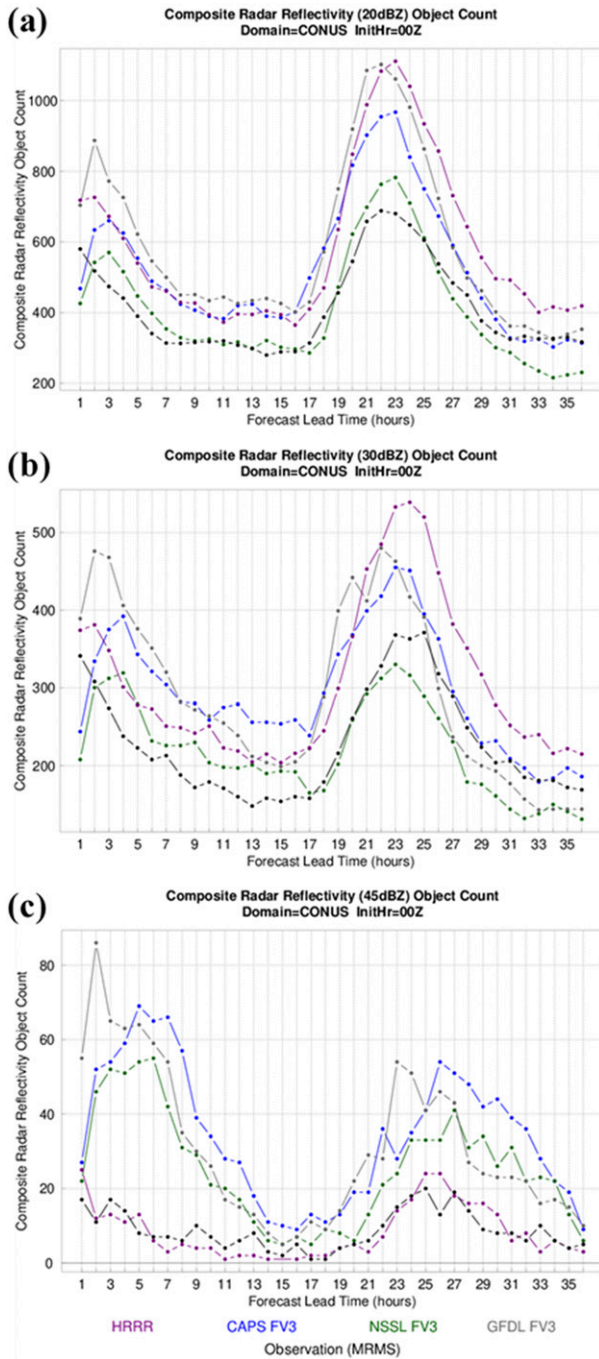 (a)
Composite Radar Reflectivity (20dBZ) Object Count
Domain=CONUS InitHr=00Z
Composite Radar Reflectivity Object Count
1000
800
600
400
200
1 3 5 7 9 11 13 15 17 19 21 23 25 27 29 31 33 35
Forecast Lead Time (hours)
(b)
Composite Radar Reflectivity (30dBZ) Object Count
Domain=CONUS InitHr=00Z
Composite Radar Reflectivity Object Count
500
400
300
200
1 3 5 7 9 11 13 15 17 19 21 23 25 27 29 31 33 35
Forecast Lead Time (hours)
(c)
Composite Radar Reflectivity (45dBZ) Object Count
Domain=CONUS InitHr=00Z
Composite Radar Reflectivity Object Count
80
60
40
20
0
1 3 5 7 9 11 13 15 17 19 21 23 25 27 29 31 33 35
Forecast Lead Time (hours)
HRRR CAPS FV3 NSSL FV3 GFDL FV3
Observation (MRMS)